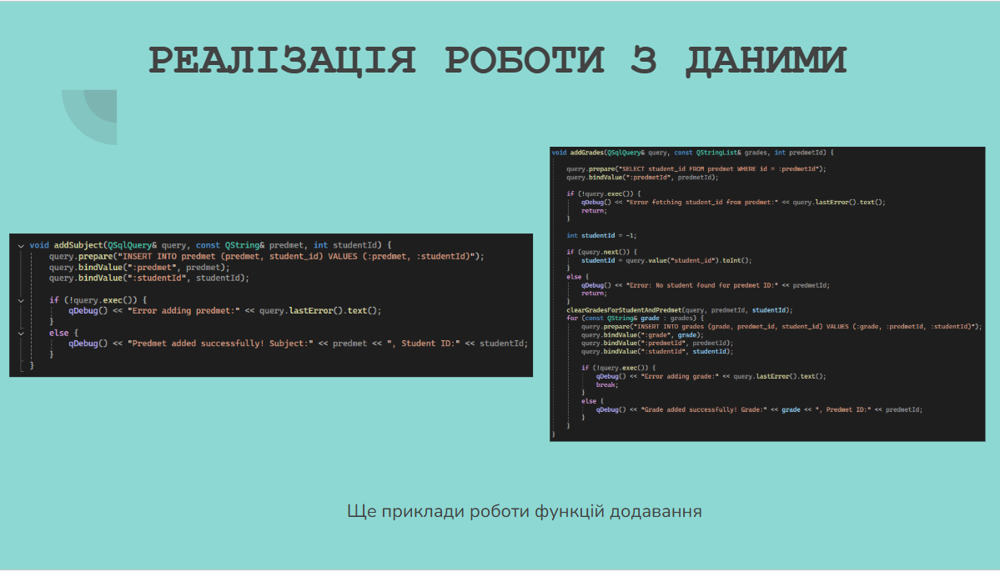 РЕАЛІЗАЦІЯ РОБОТИ З ДАНИМИ
void addSubject(QSqlQuery& query, const QString& predmet, int studentId) {
query.prepare("INSERT INTO predmet (predmet, student_id) VALUES (:predmet, :studentId)");
query.bindValue(":predmet", predmet);
query.bindValue(":studentId", studentId);
if (!query.exec()) {
qDebug() << "Error adding predmet:" << query.lastError().text();
}
else {
qDebug() << "Predmet added successfully! Subject:" << predmet << ", Student ID:" << studentId;
}
}
void addGrades(QSqlQuery& query, const QStringList& grades, int predmetId) {
query.prepare("SELECT student_id FROM predmet WHERE id = :predmetId");
query.bindValue(":predmetId", predmetId);
if (!query.exec()) {
qDebug() << "Error fetching student_id from predmet:" << query.lastError().text();
return;
}
int studentId = -1;
if (query.next()) {
studentId = query.value("student_id").toInt();
}
else {
qDebug() << "Error: No student found for predmet ID:" << predmetId;
return;
}
clearGradesForStudentAndPredmet(query, predmetId, studentId);
for (const QString& grade : grades) {
query.prepare("INSERT INTO grades (grade, predmet_id, student_id) VALUES (:grade, :predmetId, :studentId)");
query.bindValue(":grade", grade);
query.bindValue(":predmetId", predmetId);
query.bindValue(":studentId", studentId);
if (!query.exec()) {
qDebug() << "Error adding grade:" << query.lastError().text();
break;
}
else {
qDebug() << "Grade added successfully! Grade:" << grade << ", Predmet ID:" << predmetId;
}
}
}
Ще приклади роботи функцій додавання